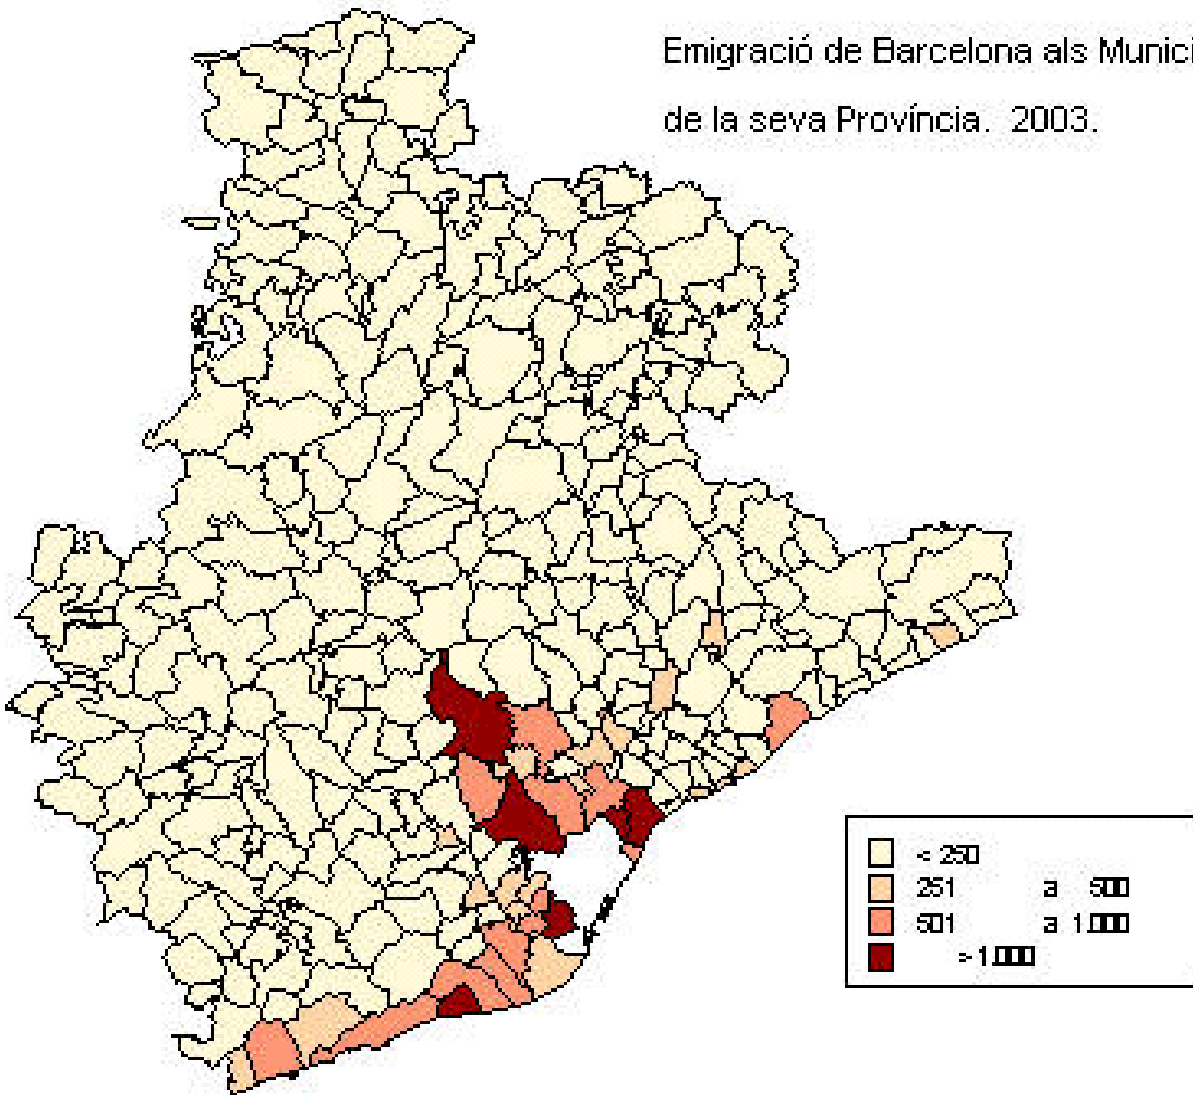 Emigració de Barcelona als Munici
de la seva Província. 2003.
< 250
251 a 500
501 a 1.000
> 1.000